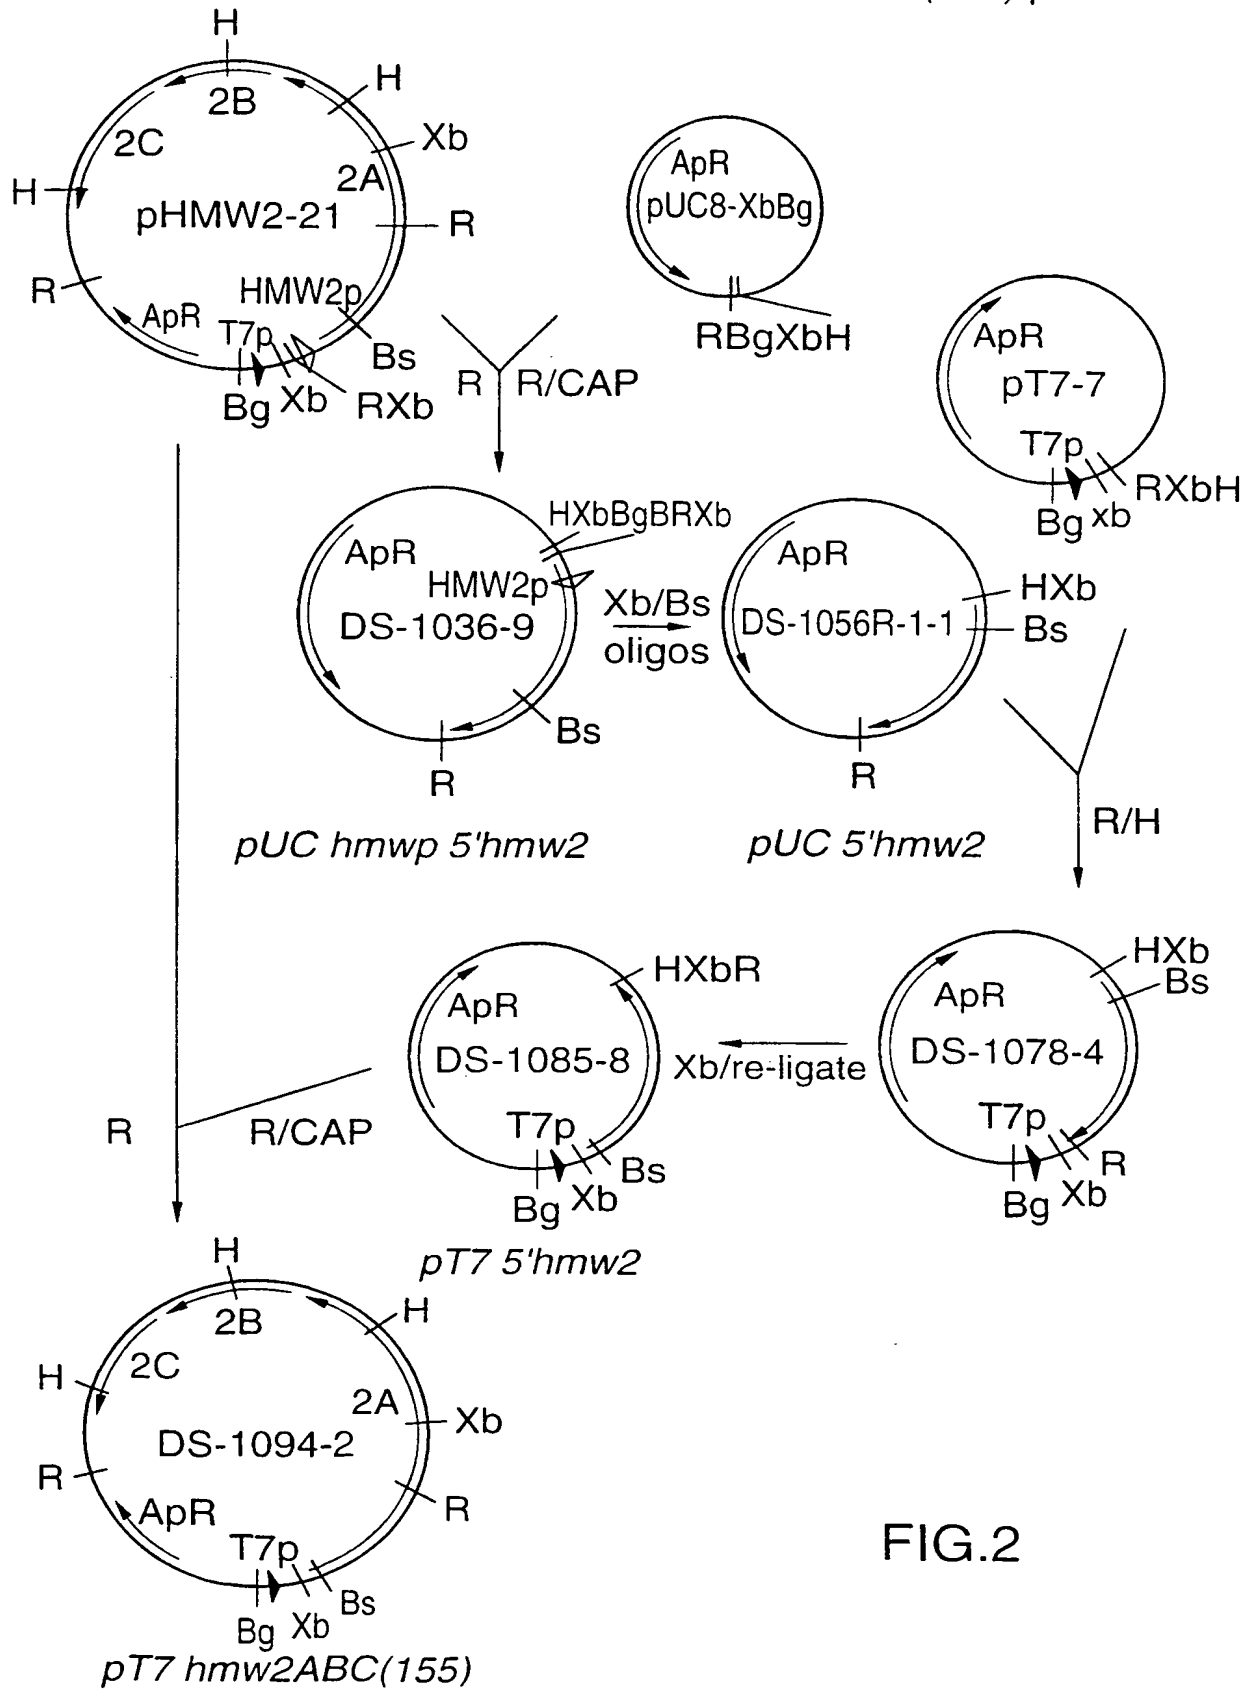 H
H
2B
Xb
2C
2A
H
pHMW2-21
R
R
HMW2p
ApR
T7p
Bs
Bg
Xb
RXb
ApR
pUC8-XbBg
RBgXbH
R
R/CAP
ApR
pT7-7
T7p
RXbH
Bg
xb
HXbBgBRXb
ApR
HMW2p
DS-1036-9
Bs
R
pUC hmwp 5'hmw2
Xb/Bs
oligos
ApR
HXb
DS-1056R-1-1
Bs
R
pUC 5'hmw2
R/H
HXbR
ApR
DS-1085-8
T7p
Bs
Xb
Bg
pT7 5'hmw2
Xb/re-ligate
HXb
Bs
ApR
DS-1078-4
T7p
R
Xb
Bg
R
R/CAP
H
H
2B
2C
H
2A
Xb
DS-1094-2
R
R
ApR
T7p
Bs
Bg
Xb
pT7 hmw2ABC(155)
FIG.2